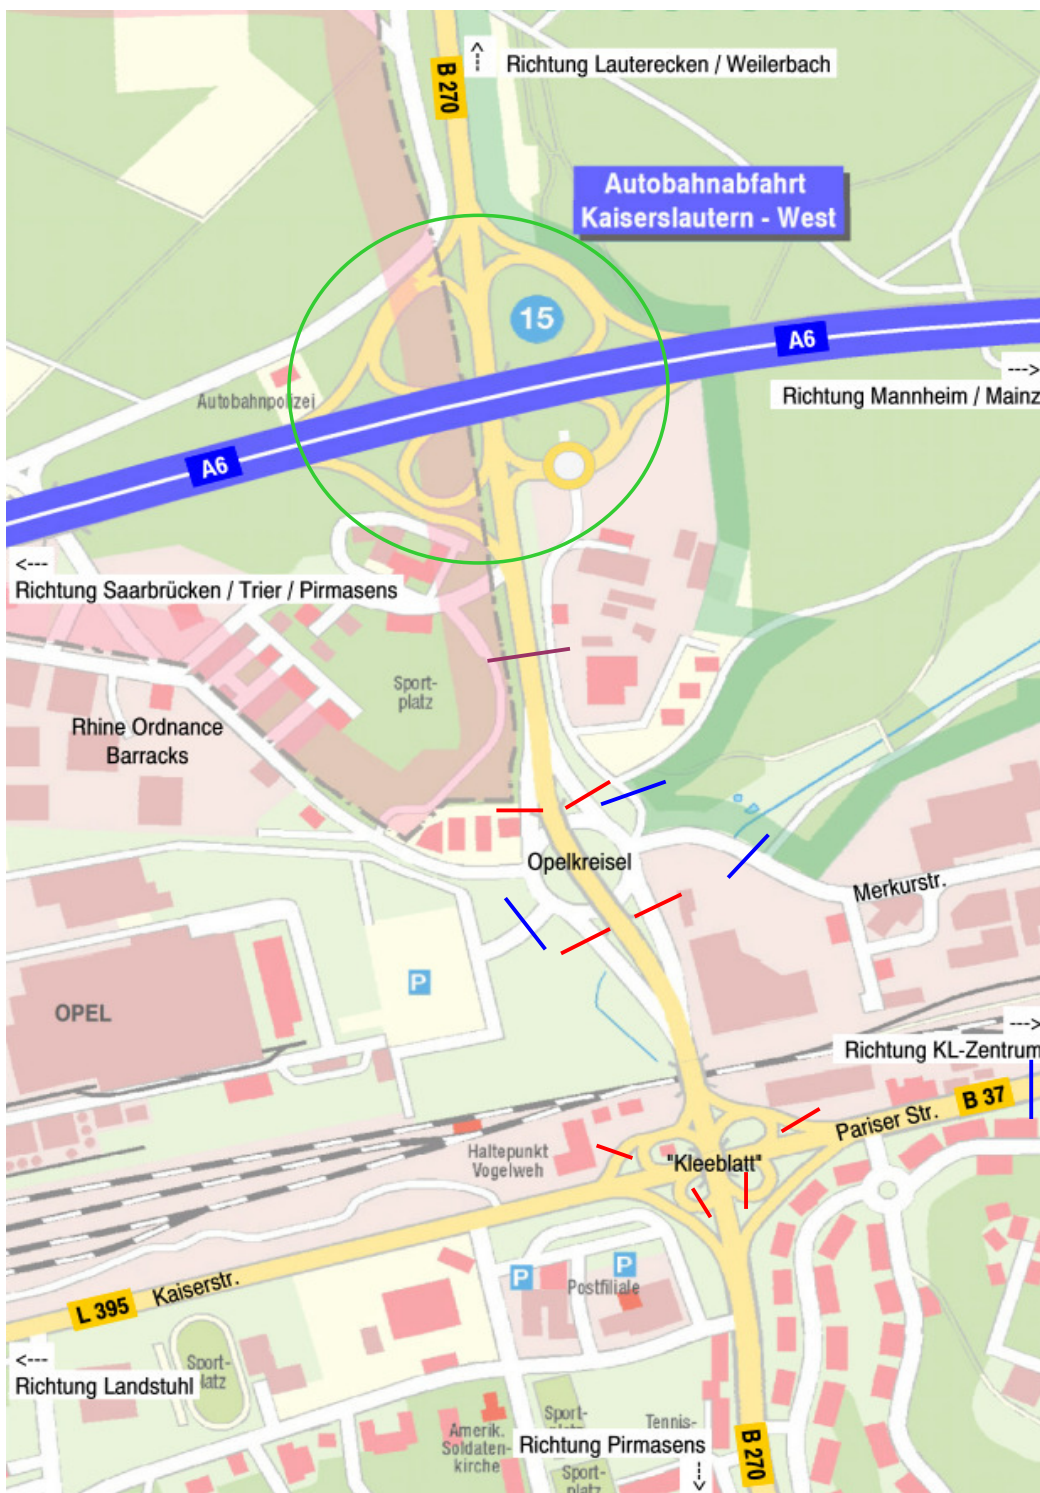 Richtung Lauterecken / Weilerbach
B 270
Autobahnabfahrt
Kaiserslautern - West
15
A6
--->
Richtung Mannheim / Mainz
Autobahnpolizei
A6
<---
Richtung Saarbrücken / Trier / Pirmasens
Sport-
platz
Rhine Ordnance
Barracks
Opelkreisel
Merkurstr.
P
OPEL
--->
Richtung KL-Zentrum
B 37
Pariser Str.
Haltepunkt
Vogelweh
"Kleeblatt"
Kaiserstr.
L 395
P
P
Postfiliale
<---
Richtung Landstuhl
Sport-
latz
Amerik.
Soldaten-
kirche
Sport-
Tennis-
Richtung Pirmasens
B 270
Sport-
platz